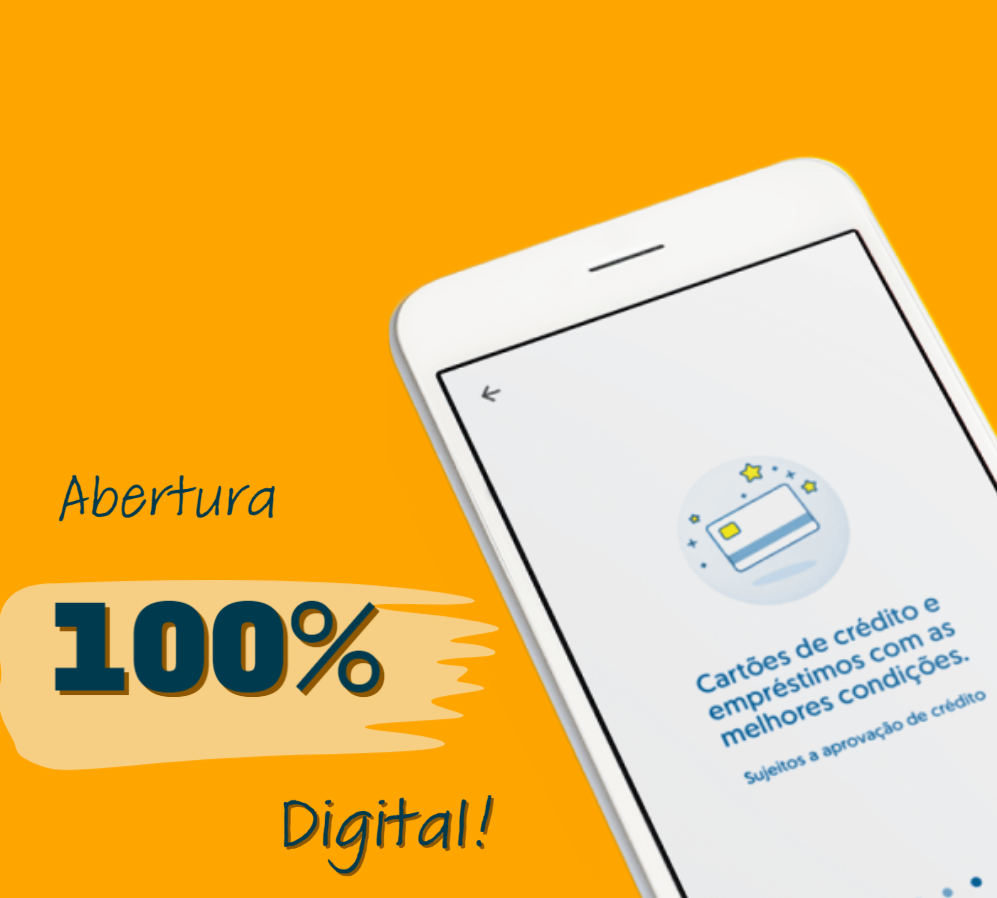 Abertura
100%
Digital!
Cartões de crédito e
empréstimos com as
melhores condições.
Sujeitos a aprovação de crédito